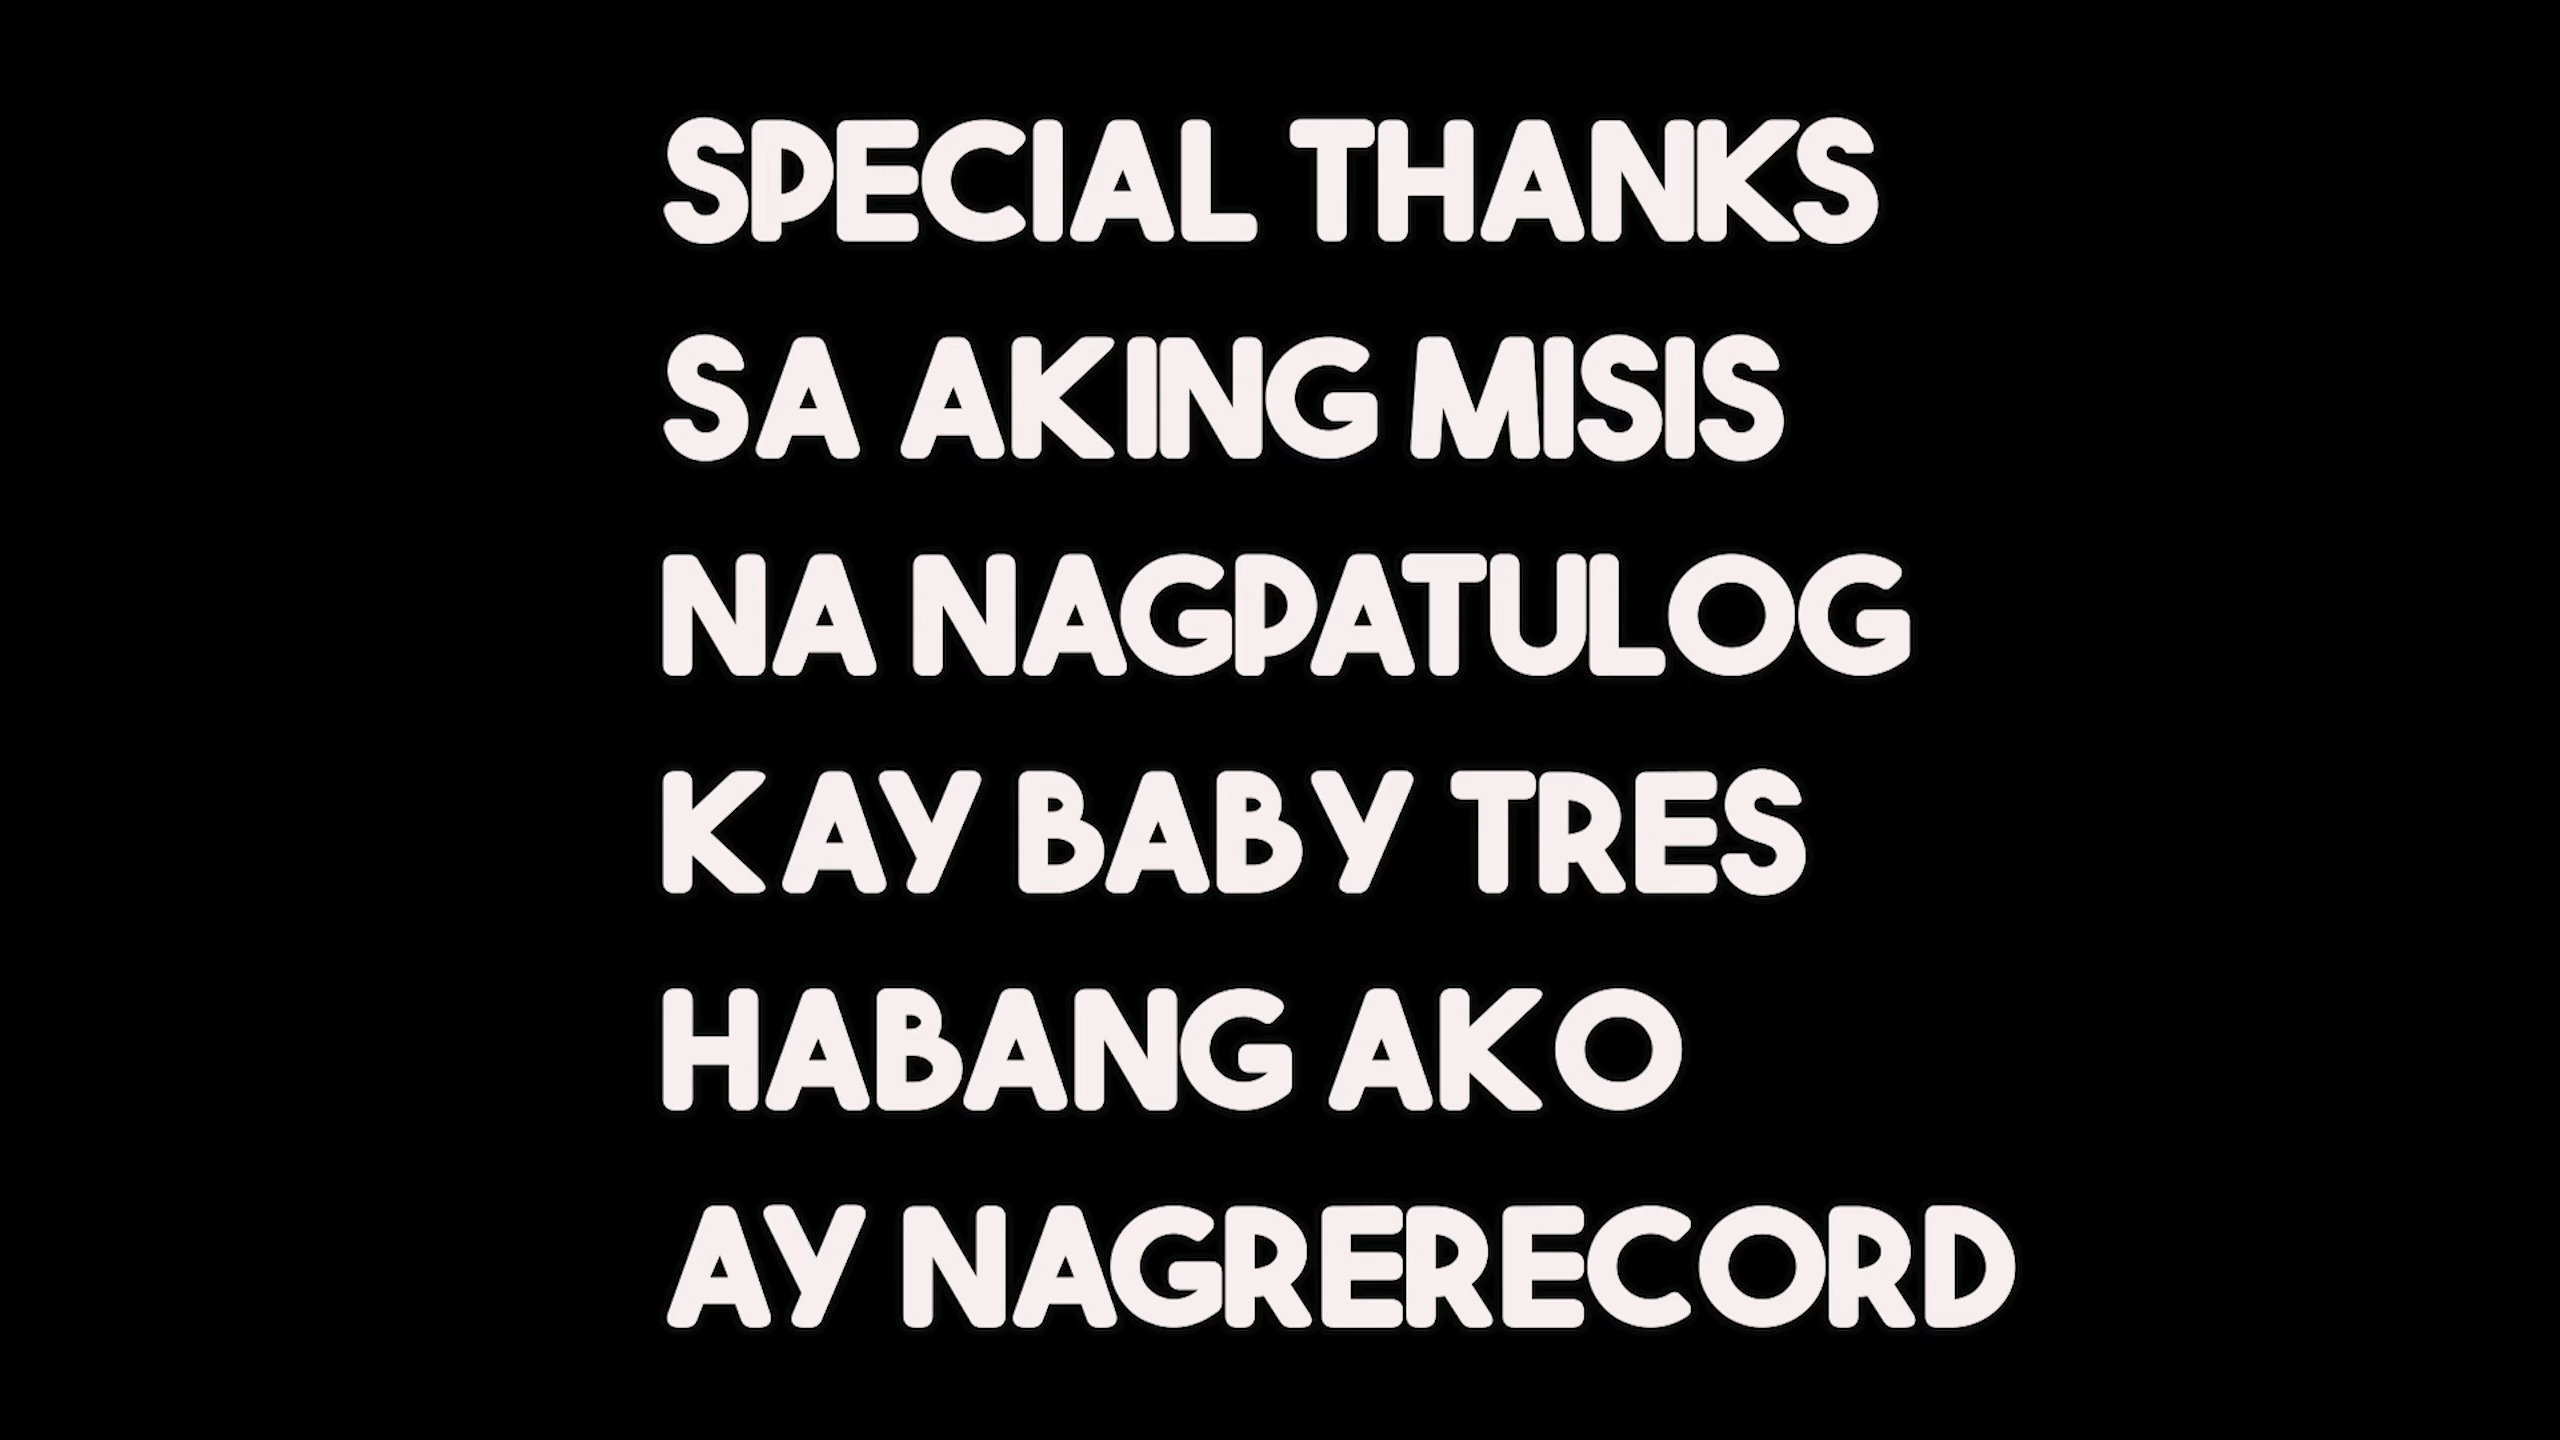 SPECIAL THANKS
SA AKING MISIS
NA NAGPATULOG
KAY BABY TRES
HABANG AKO
AY NAGRERECORD